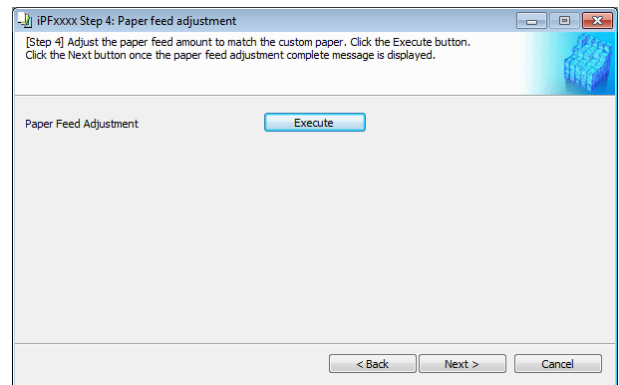 iPFxxxx Step 4: Paper feed adjustment
[Step 4] Adjust the paper feed amount to match the custom paper. Click the Execute button.
Click the Next button once the paper feed adjustment complete message is displayed.
Paper Feed Adjustment
Execute
< Back
Next >
Cancel